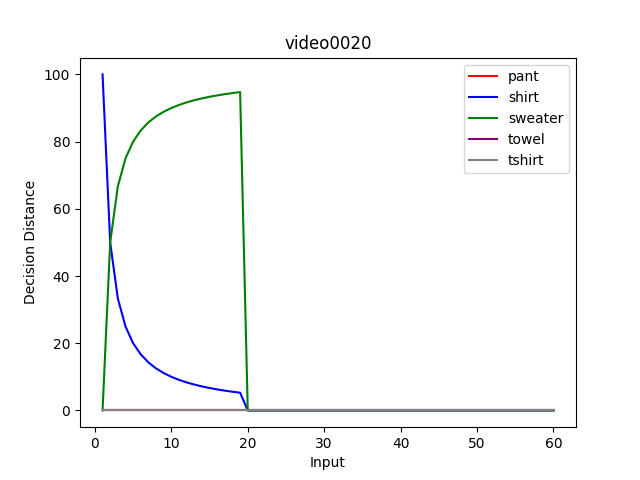 video0020
100
80
60
40
20
0
Decision Distance
0 10 20 30 40 50 60
Input
pant
shirt
sweater
towel
tshirt